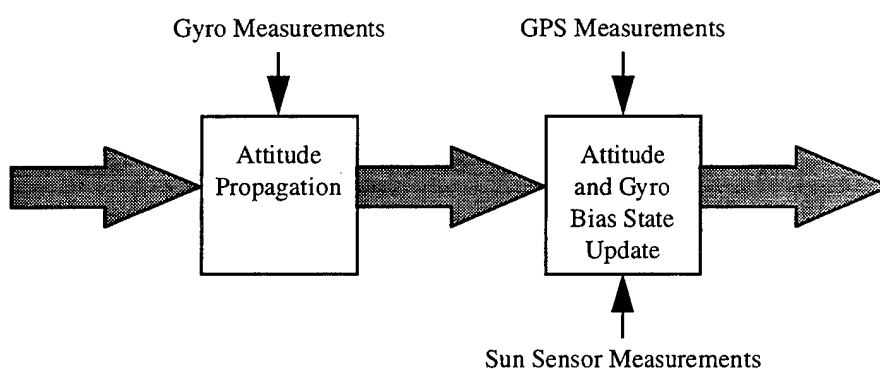 Gyro Measurements
GPS Measurements
Attitude
Propagation
Attitude
and Gyro
Bias State
Update
Sun Sensor Measurements